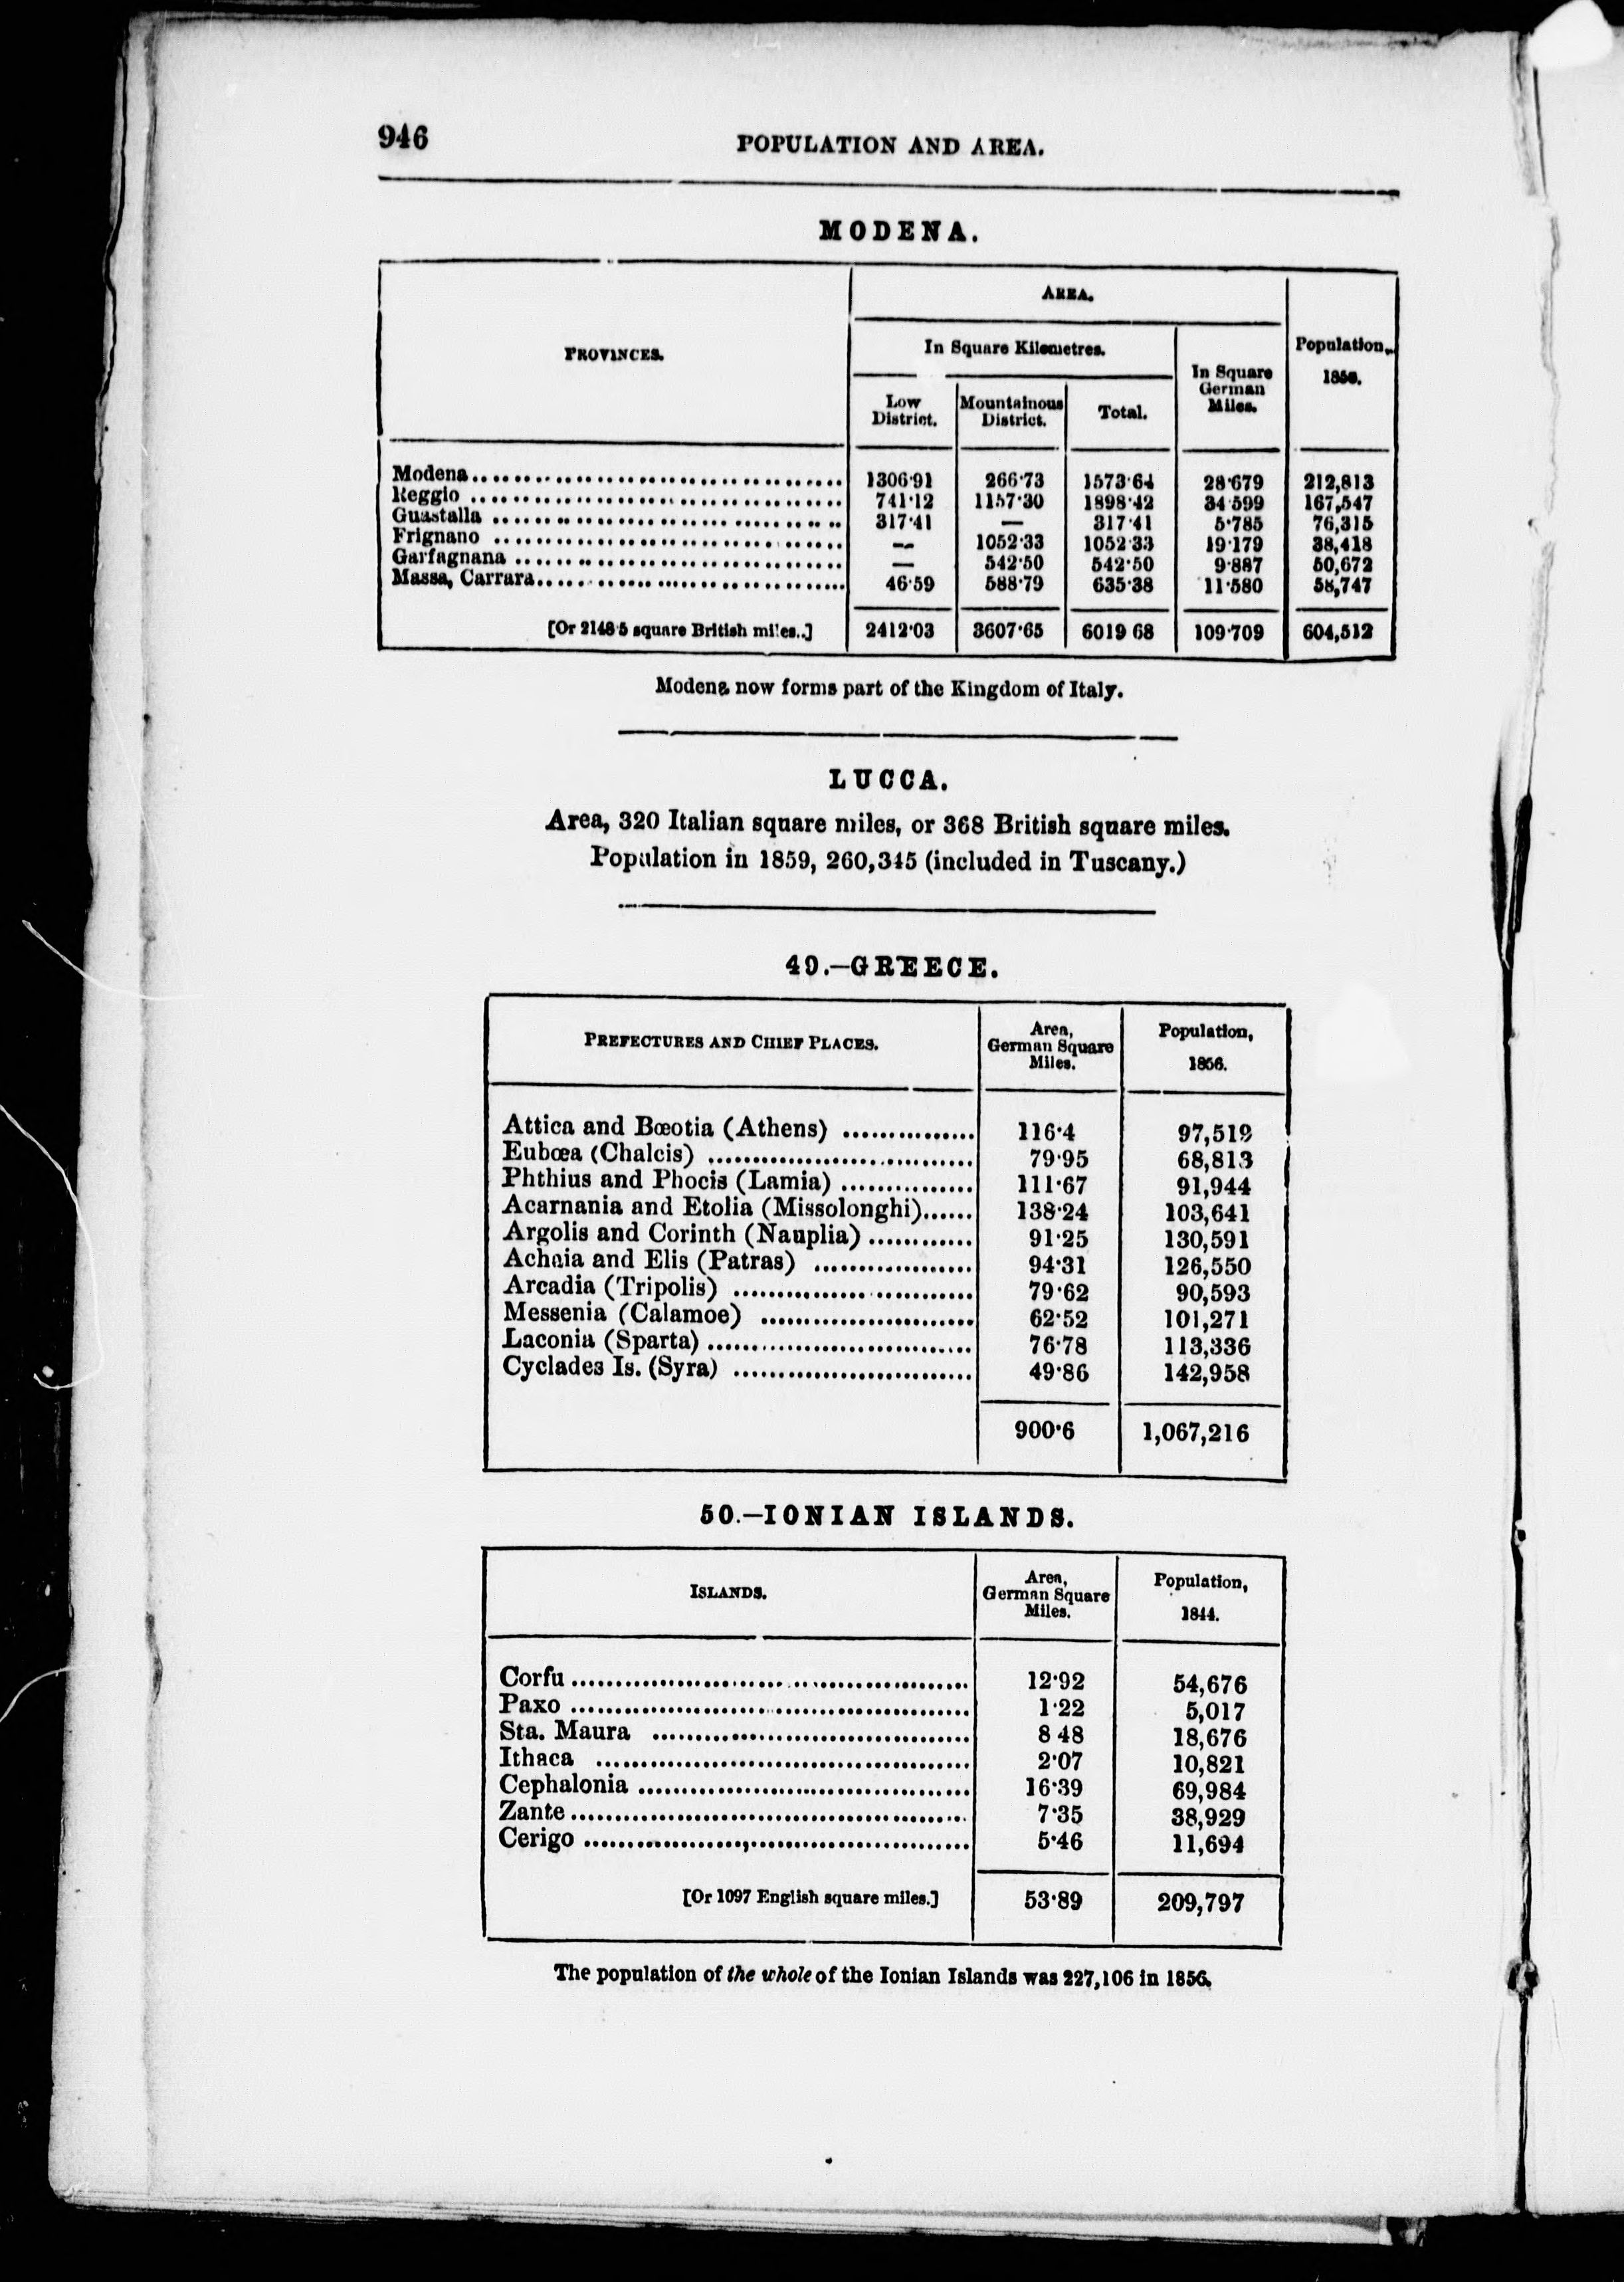 946
POPULATION AND AREA.
MODENA.
PROVINCES.
AREA.
Population,
1850.
In Square Kilometres.
In Square
German
Miles.
Low
District.
Mountainous
District.
Total.
Modena 1306·91 266·73 1573·64 28·679 212,813
Reggio 741·12 1157·30 1898·42 34·599 167,547
Guastalla 317·41 — 317·41 5·785 76,315
Frignano — 1052·33 1052·33 19·179 38,418
Garfagnana — 542·50 542·50 9·887 50,672
Massa, Carrara 46·59 588·79 635·38 11·580 58,747
[Or 2148·5 square British miles..] 2412·03 3607·65 6019 68 109·709 604,512
Modena now forms part of the Kingdom of Italy.
LUCCA.
Area, 320 Italian square miles, or 368 British square miles.
Population in 1859, 260,345 (included in Tuscany.)
49.—GREECE.
PREFECTURES AND CHIEF PLACES.
Area,
German Square
Miles.
Population,
1856.
Attica and Bœotia (Athens) 116·4 97,519
Eubœa (Chalcis) 79·95 68,813
Phthius and Phocis (Lamia) 111·67 91,944
Acarnania and Etolia (Missolonghi) 138·24 103,641
Argolis and Corinth (Nauplia) 91·25 130,591
Achaia and Elis (Patras) 94·31 126,550
Arcadia (Tripolis) 79·62 90,593
Messenia (Calamoe) 62·52 101,271
Laconia (Sparta) 76·78 113,336
Cyclades Is. (Syra) 49·86 142,958
900·6 1,067,216
50.—IONIAN ISLANDS.
ISLANDS.
Area,
German Square
Miles.
Population,
1844.
Corfu 12·92 54,676
Paxo 1·22 5,017
Sta. Maura 8 48 18,676
Ithaca 2·07 10,821
Cephalonia 16·39 69,984
Zante 7·35 38,929
Cerigo 5·46 11,694
[Or 1097 English square miles.] 53·89 209,797
The population of the whole of the Ionian Islands was 227,106 in 1856.